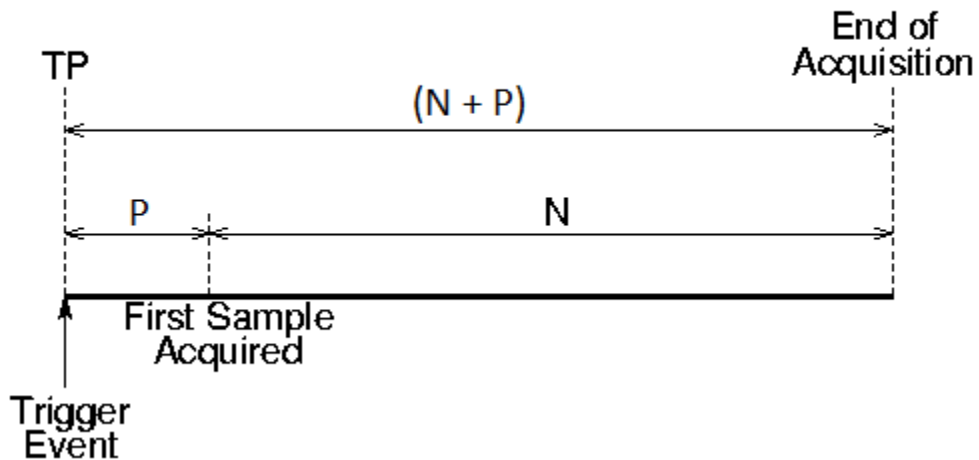 TP
End of
Acquisition
(N + P)
P
N
First Sample
Acquired
Trigger
Event